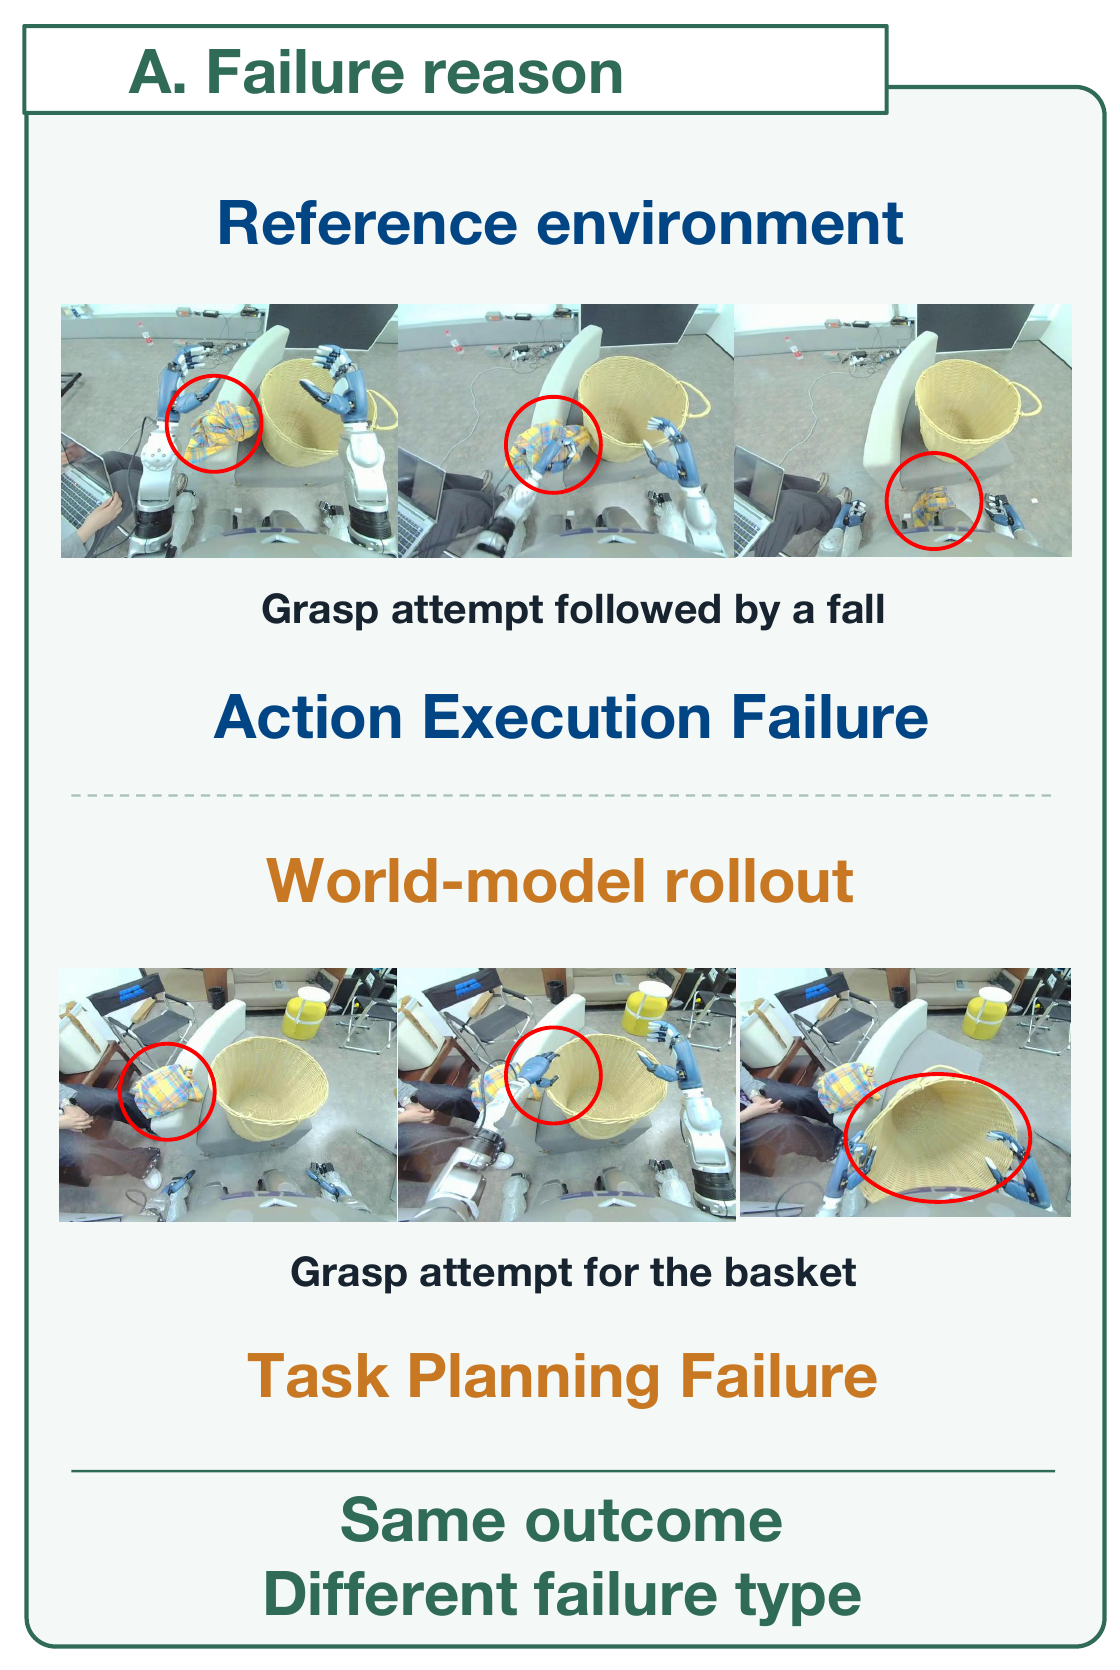 A. Failure reason
Reference environment
Grasp attempt followed by a fall
Action Execution Failure
World-model rollout
Grasp attempt for the basket
Task Planning Failure
Same outcome
Different failure type